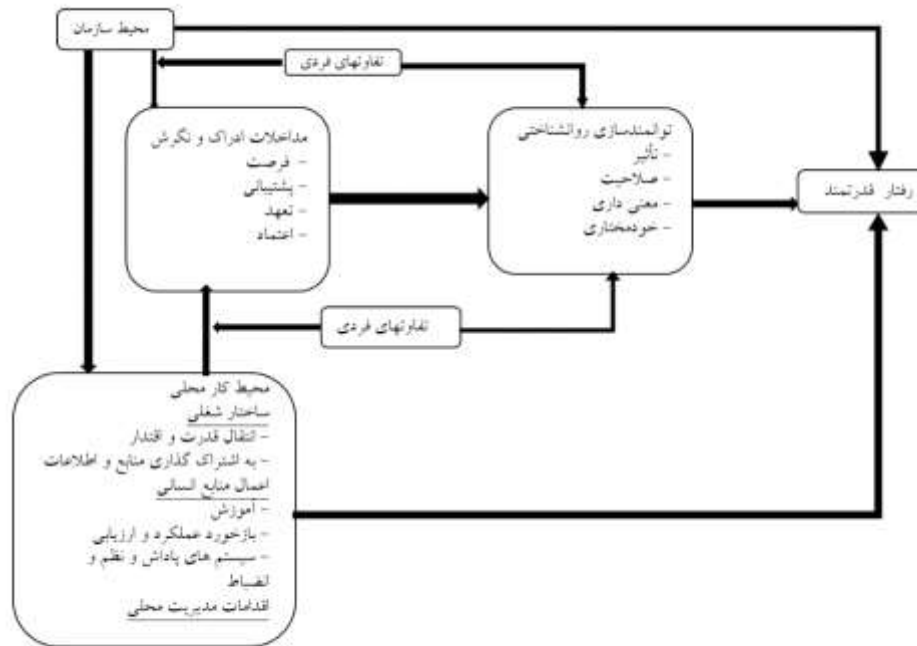 محیط سازمان
تفاوتهای فردی
مداخلات ادراک و نگرش
- فرصت
- پشتیبانی
- تعهد
- اعتماد
توانمندسازی روانشناختی
- تأثیر
- صلاحیت
- معنی داری
- خودمختاری
رفتار قدرتمند
تفاوتهای فردی
محیط کار محلی
ساختار شغلی
- انتقال قدرت و اقتدار
- به اشتراک گذاری منابع و اطلاعات
اعمال منابع انسانی
- آموزش
- بازخورد عملکرد و ارزیابی
- سیستم های پاداش و نظم و
انضباط
اقدامات مدیریت محلی